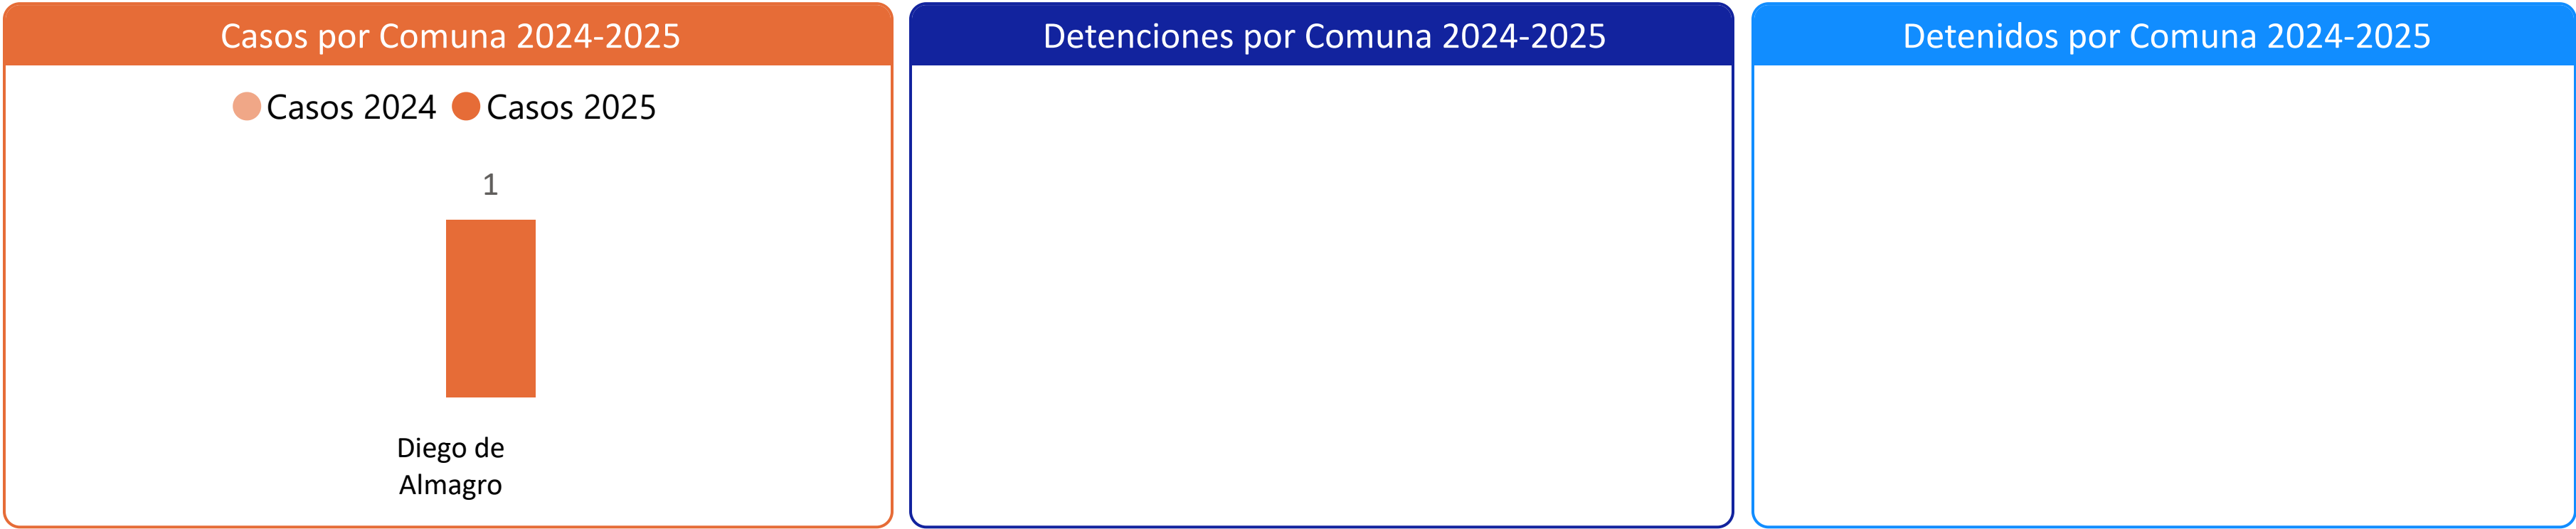 Casos por Comuna 2024-2025
Casos 2024 Casos 2025
1
Diego de
Almagro
Detenciones por Comuna 2024-2025
Detenidos por Comuna 2024-2025